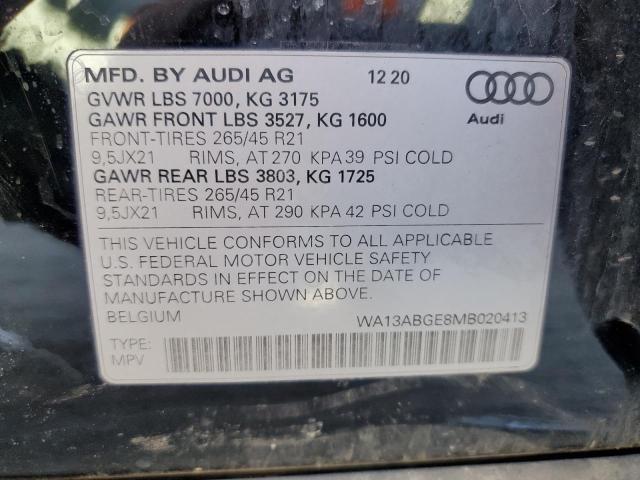 MFD. BY AUDI AG 12 20
GVWR LBS 7000, KG 3175
GAWR FRONT LBS 3527, KG 1600
FRONT-TIRES 265/45 R21
9,5JX21 RIMS, AT 270 KPA 39 PSI COLD
GAWR REAR LBS 3803, KG 1725
REAR-TIRES 265/45 R21
9,5JX21 RIMS, AT 290 KPA 42 PSI COLD
Audi
THIS VEHICLE CONFORMS TO ALL APPLICABLE
U.S. FEDERAL MOTOR VEHICLE SAFETY
STANDARDS IN EFFECT ON THE DATE OF
MANUFACTURE SHOWN ABOVE.
BELGIUM WA13ABGE8MB020413
TYPE:
MPV